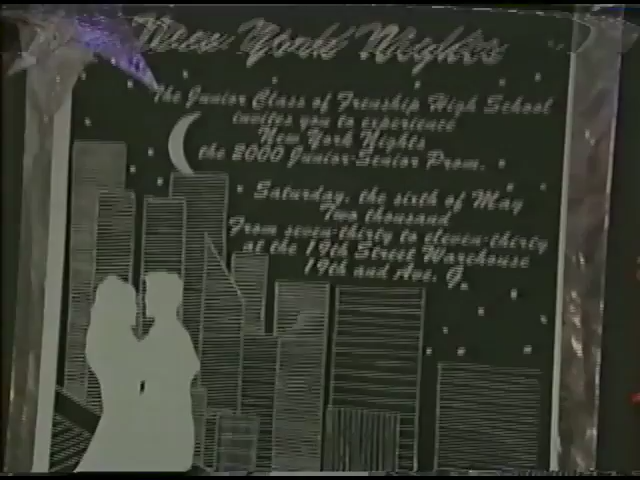 New York Nights
The Junior Class of Frenship High School
invites you to experience
New York Nights
the 2000 Junior-Senior Prom.
Saturday, the sixth of May
Two thousand
From seven-thirty to eleven-thirty
at the 19th Street Warehouse
19th and Ave. G.